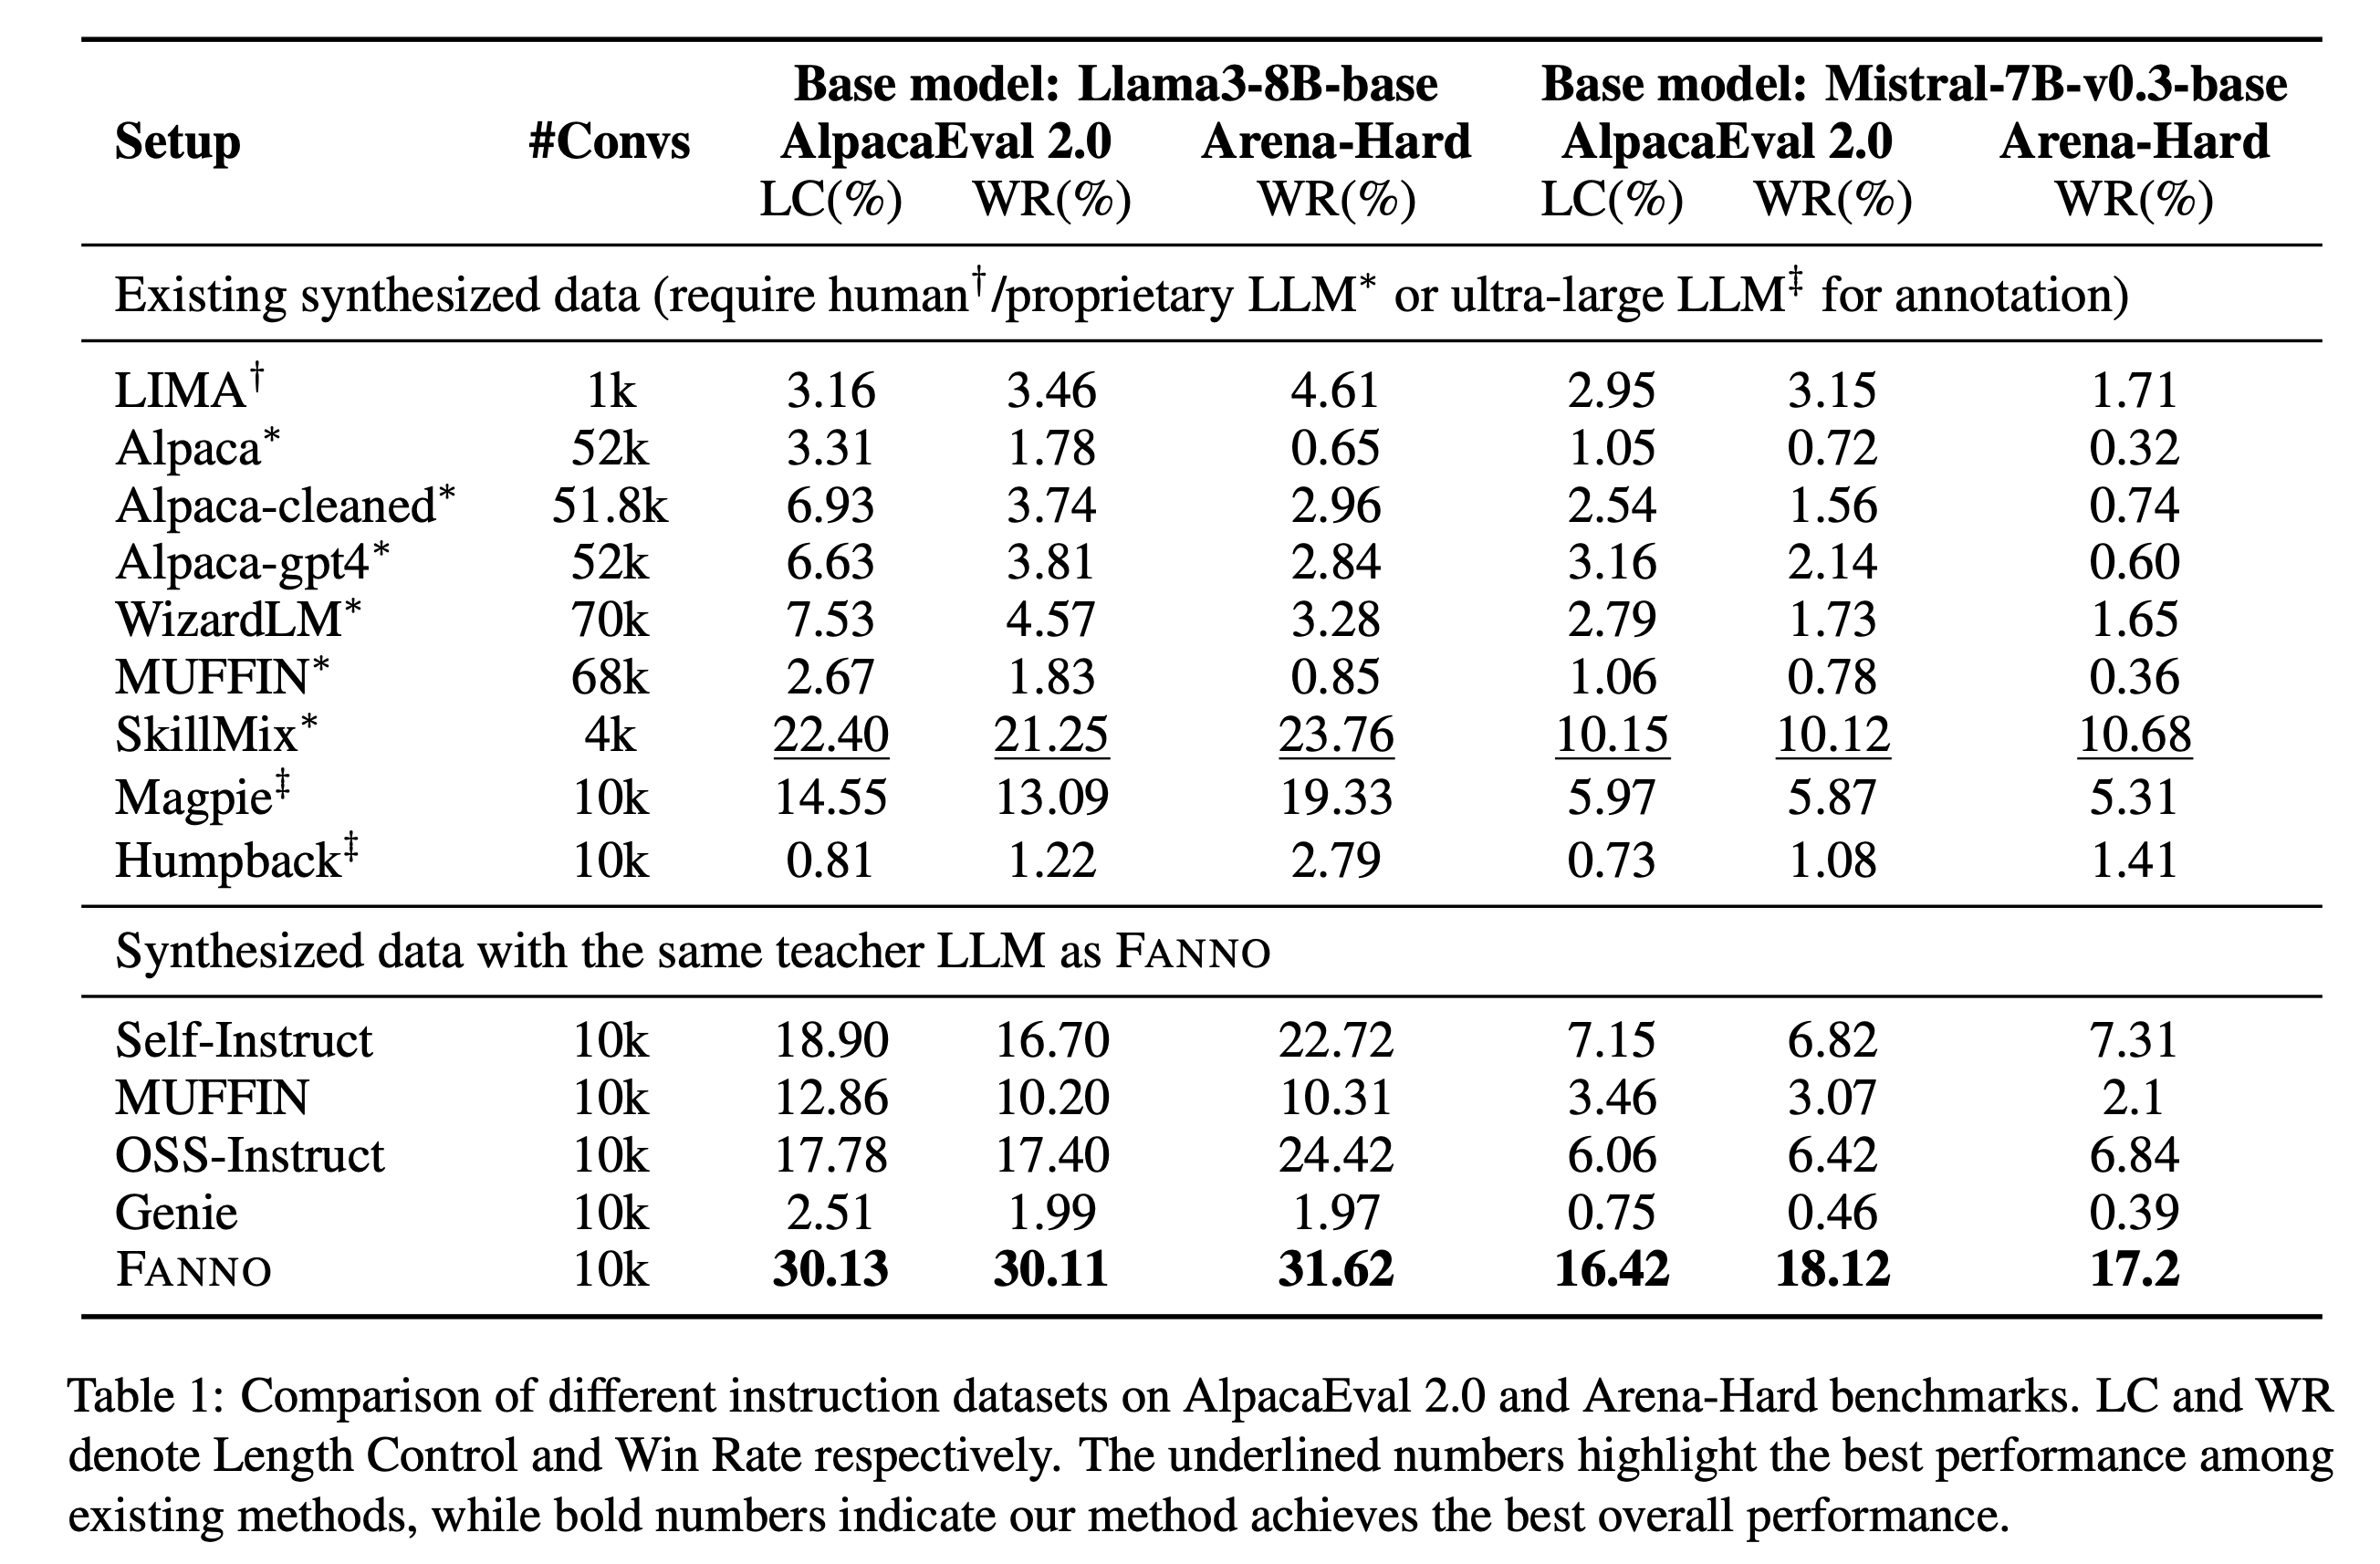 Base model: Llama3-8B-base Base model: Mistral-7B-v0.3-base
Setup #Convs AlpacaEval 2.0 Arena-Hard AlpacaEval 2.0 Arena-Hard
LC(%) WR(%) WR(%) LC(%) WR(%) WR(%)
Existing synthesized data (require human†/proprietary LLM* or ultra-large LLM‡ for annotation)
LIMA† 1k 3.16 3.46 4.61 2.95 3.15 1.71
Alpaca* 52k 3.31 1.78 0.65 1.05 0.72 0.32
Alpaca-cleaned* 51.8k 6.93 3.74 2.96 2.54 1.56 0.74
Alpaca-gpt4* 52k 6.63 3.81 2.84 3.16 2.14 0.60
WizardLM* 70k 7.53 4.57 3.28 2.79 1.73 1.65
MUFFIN* 68k 2.67 1.83 0.85 1.06 0.78 0.36
SkillMix* 4k 22.40 21.25 23.76 10.15 10.12 10.68
Magpie‡ 10k 14.55 13.09 19.33 5.97 5.87 5.31
Humpback‡ 10k 0.81 1.22 2.79 0.73 1.08 1.41
Synthesized data with the same teacher LLM as FANNO
Self-Instruct 10k 18.90 16.70 22.72 7.15 6.82 7.31
MUFFIN 10k 12.86 10.20 10.31 3.46 3.07 2.1
OSS-Instruct 10k 17.78 17.40 24.42 6.06 6.42 6.84
Genie 10k 2.51 1.99 1.97 0.75 0.46 0.39
FANNO 10k 30.13 30.11 31.62 16.42 18.12 17.2
Table 1: Comparison of different instruction datasets on AlpacaEval 2.0 and Arena-Hard benchmarks. LC and WR
denote Length Control and Win Rate respectively. The underlined numbers highlight the best performance among
existing methods, while bold numbers indicate our method achieves the best overall performance.